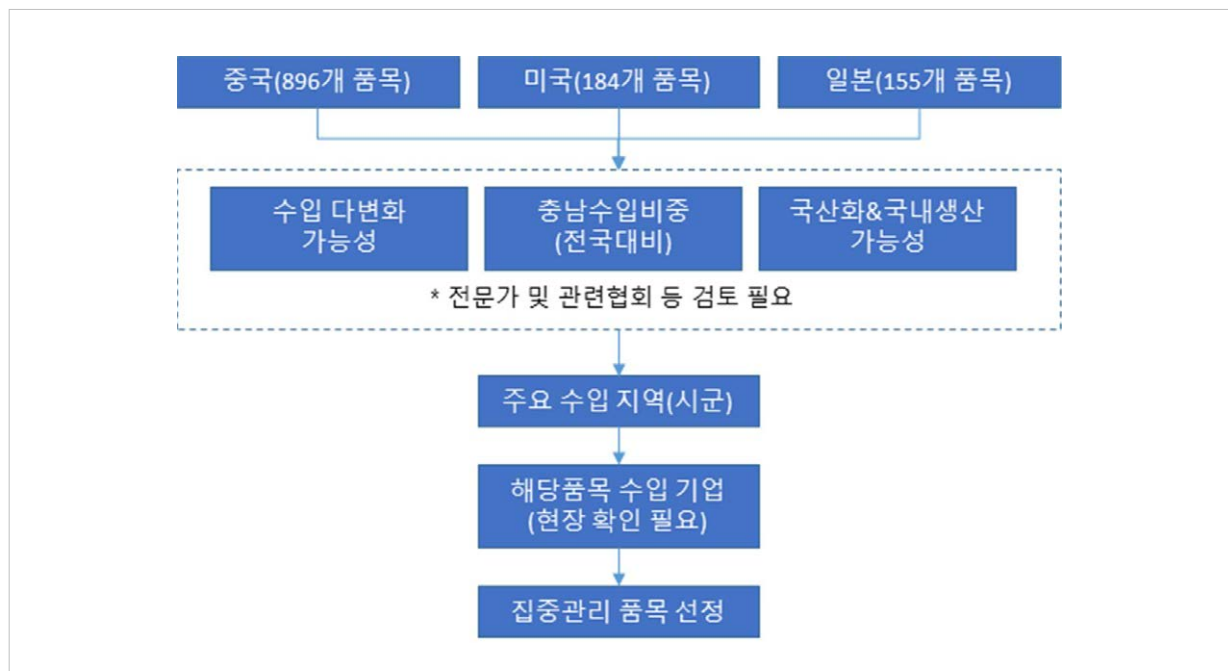 중국(896개 품목)
미국(184개 품목)
일본(155개 품목)
수입 다변화
가능성
충남수입비중
(전국대비)
국산화&국내생산
가능성
* 전문가 및 관련협회 등 검토 필요
주요 수입 지역(시군)
해당품목 수입 기업
(현장 확인 필요)
집중관리 품목 선정